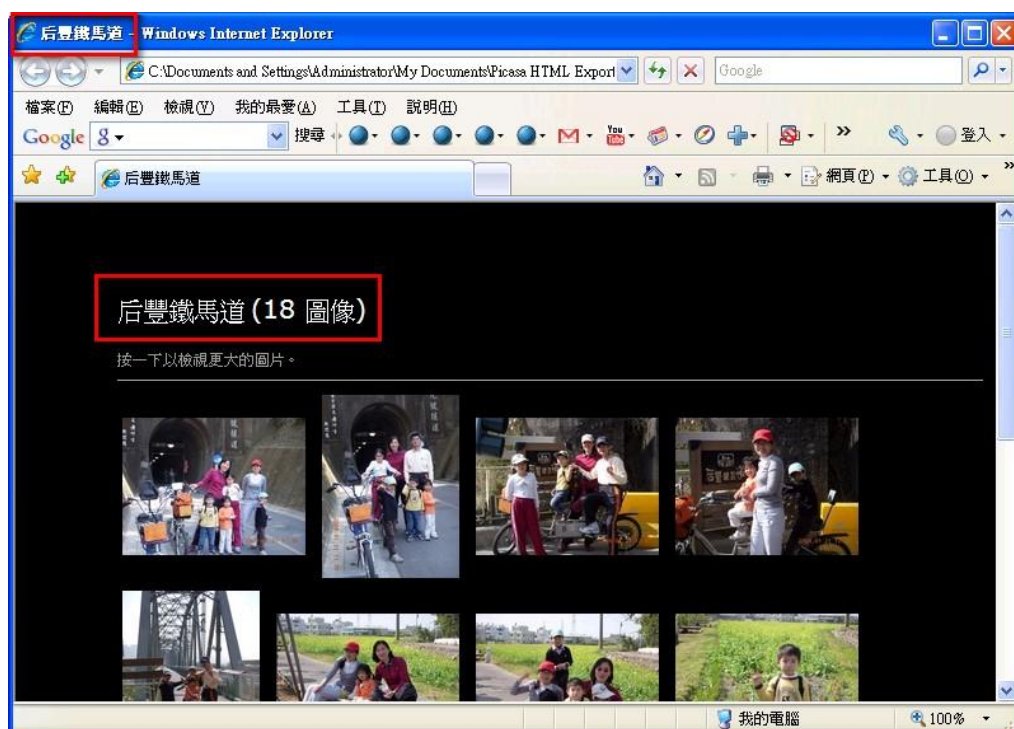 后豐鐵馬道 - Windows Internet Explorer
C:\Documents and Settings\Administrator\My Documents\Picasa HTML Export
Google
檔案(F) 編輯(E) 檢視(V) 我的最愛(A) 工具(T) 說明(H)
Google 搜尋 You Tube 登入
后豐鐵馬道 網頁(P) 工具(O)
后豐鐵馬道 (18 圖像)
按一下以檢視更大的圖片。
我的電腦 100%